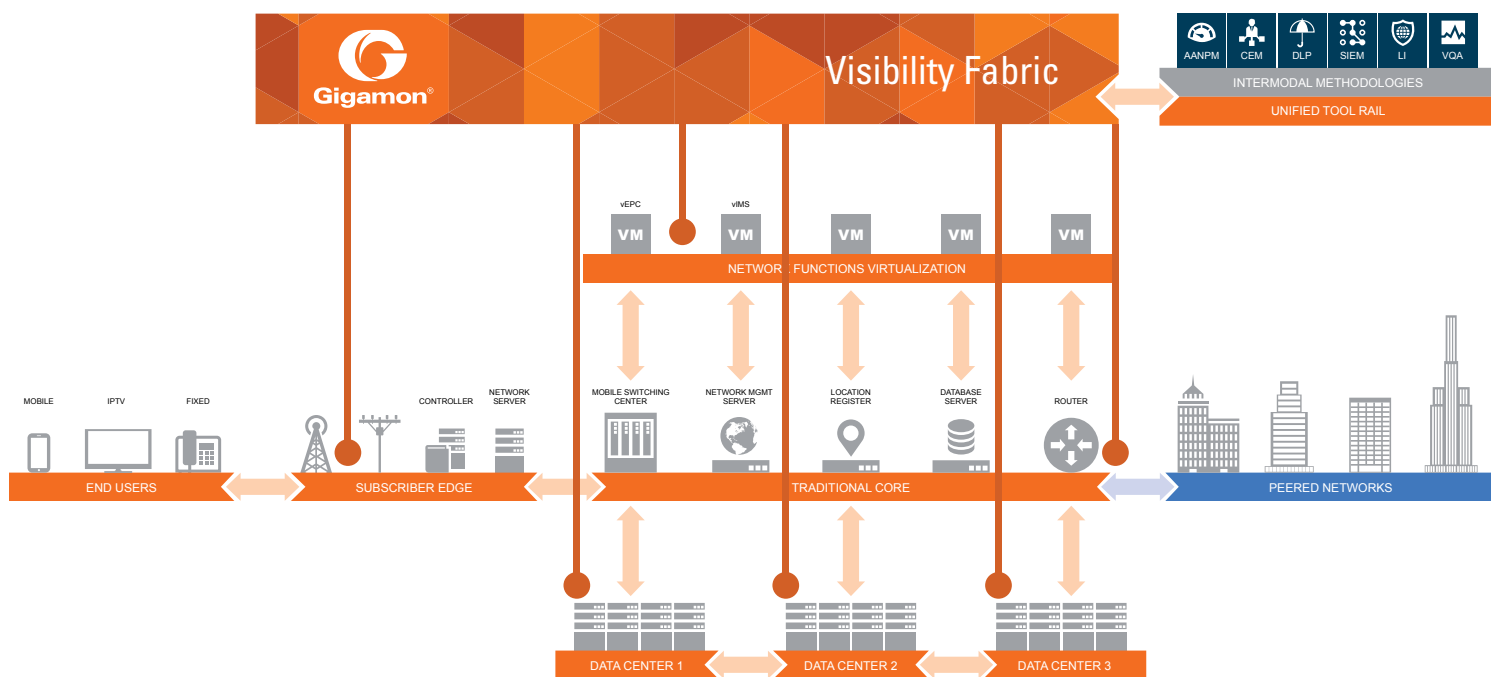 Gigamon®
Visibility Fabric
AANPM
CEM
DLP
SIEM
LI
VQA
INTERMODAL METHODOLOGIES
UNIFIED TOOL RAIL
vEPC
vIMS
VM
VM
VM
VM
VM
NETWORK FUNCTIONS VIRTUALIZATION
MOBILE
IPTV
FIXED
CONTROLLER
NETWORK
SERVER
MOBILE SWITCHING
CENTER
NETWORK MGMT
SERVER
LOCATION
REGISTER
DATABASE
SERVER
ROUTER
END USERS
SUBSCRIBER EDGE
TRADITIONAL CORE
PEERED NETWORKS
DATA CENTER 1
DATA CENTER 2
DATA CENTER 3